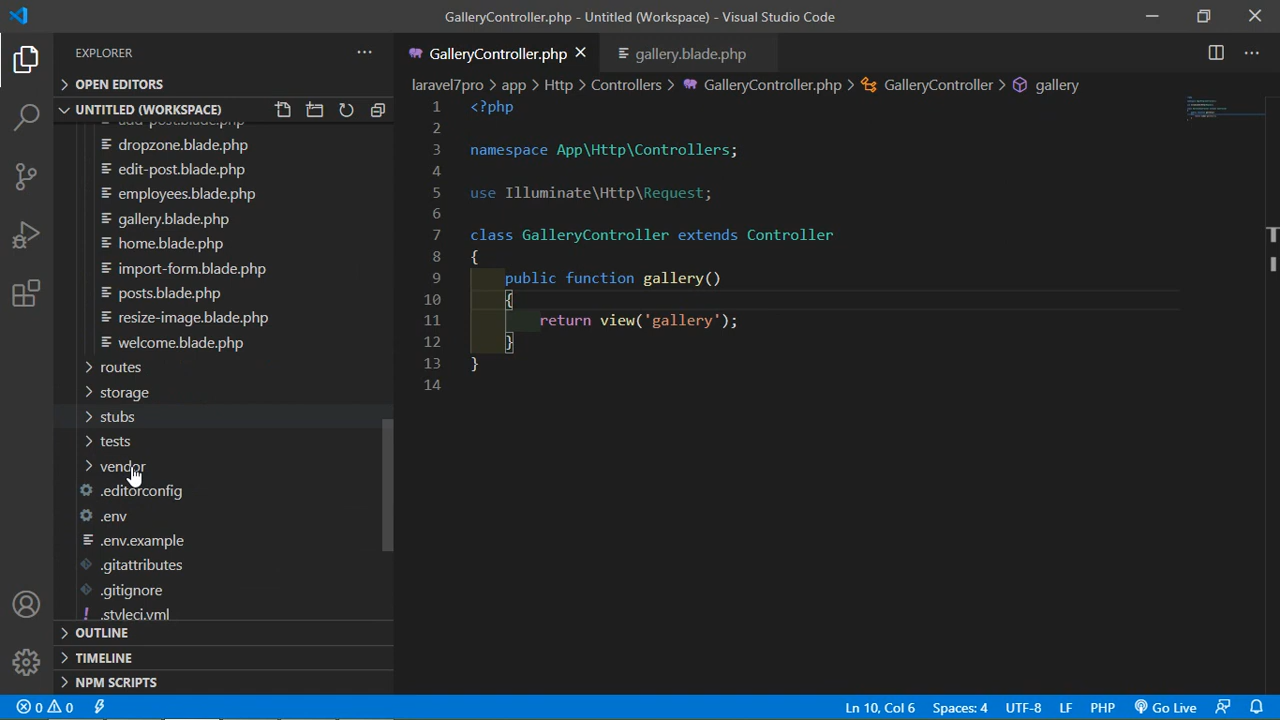 GalleryController.php - Untitled (Workspace) - Visual Studio Code
EXPLORER
OPEN EDITORS
UNTITLED (WORKSPACE)
add-post.blade.php
dropzone.blade.php
edit-post.blade.php
employees.blade.php
gallery.blade.php
home.blade.php
import-form.blade.php
posts.blade.php
resize-image.blade.php
welcome.blade.php
routes
storage
stubs
tests
vendor
.editorconfig
.env
.env.example
.gitattributes
.gitignore
.styleci.yml
OUTLINE
TIMELINE
NPM SCRIPTS
GalleryController.php
gallery.blade.php
laravel7pro > app > Http > Controllers > GalleryController.php > GalleryController > gallery
1 <?php
2
3 namespace App\Http\Controllers;
4
5 use Illuminate\Http\Request;
6
7 class GalleryController extends Controller
8 {
9 public function gallery()
10 {
11 return view('gallery');
12 }
13 }
14
0 0
Ln 10, Col 6 Spaces: 4 UTF-8 LF PHP Go Live